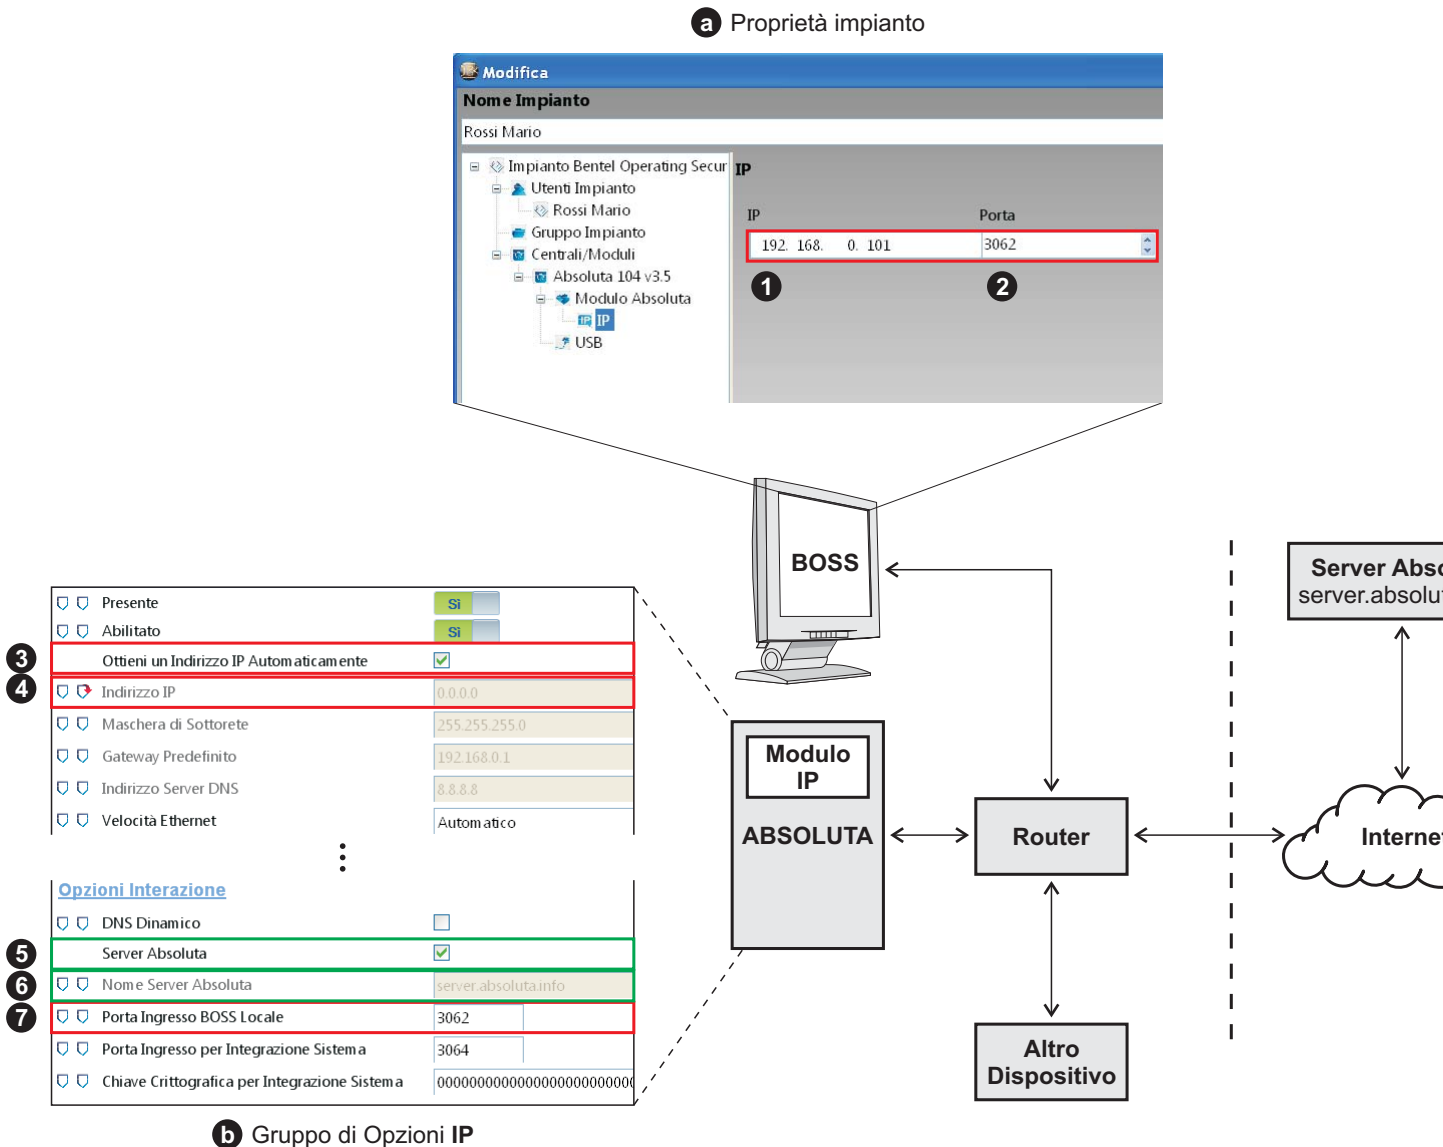 a Proprietà impianto
Modifica
Nome Impianto
Rossi Mario
Impianto Bentel Operating Secur
Utenti Impianto
Rossi Mario
Gruppo Impianto
Centrali/Moduli
Absoluta 104 v3.5
Modulo Absoluta
IP
USB
IP
IP Porta
192. 168. 0. 101 3062
1 2
BOSS
Server Abso
server.absolut
Presente Sì
Abilitato Sì
3 Ottieni un Indirizzo IP Automaticamente
4 Indirizzo IP 0.0.0.0
Maschera di Sottorete 255.255.255.0
Gateway Predefinito 192.168.0.1
Indirizzo Server DNS 8.8.8.8
Velocità Ethernet Automatico
Modulo
IP
ABSOLUTA
Router
Internet
Opzioni Interazione
DNS Dinamico
5 Server Absoluta
6 Nome Server Absoluta server.absoluta.info
7 Porta Ingresso BOSS Locale 3062
Porta Ingresso per Integrazione Sistema 3064
Chiave Crittografica per Integrazione Sistema
Altro
Dispositivo
b Gruppo di Opzioni IP